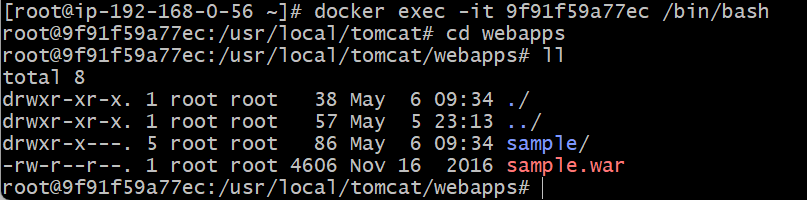 [root@ip-192-168-0-56 ~]# docker exec -it 9f91f59a77ec /bin/bash
root@9f91f59a77ec:/usr/local/tomcat# cd webapps
root@9f91f59a77ec:/usr/local/tomcat/webapps# ll
total 8
drwxr-xr-x. 1 root root   38 May  6 09:34 ./
drwxr-xr-x. 1 root root   57 May  5 23:13 ../
drwxr-x---. 5 root root   86 May  6 09:34 sample/
-rw-r--r--. 1 root root 4606 Nov 16  2016 sample.war
root@9f91f59a77ec:/usr/local/tomcat/webapps#